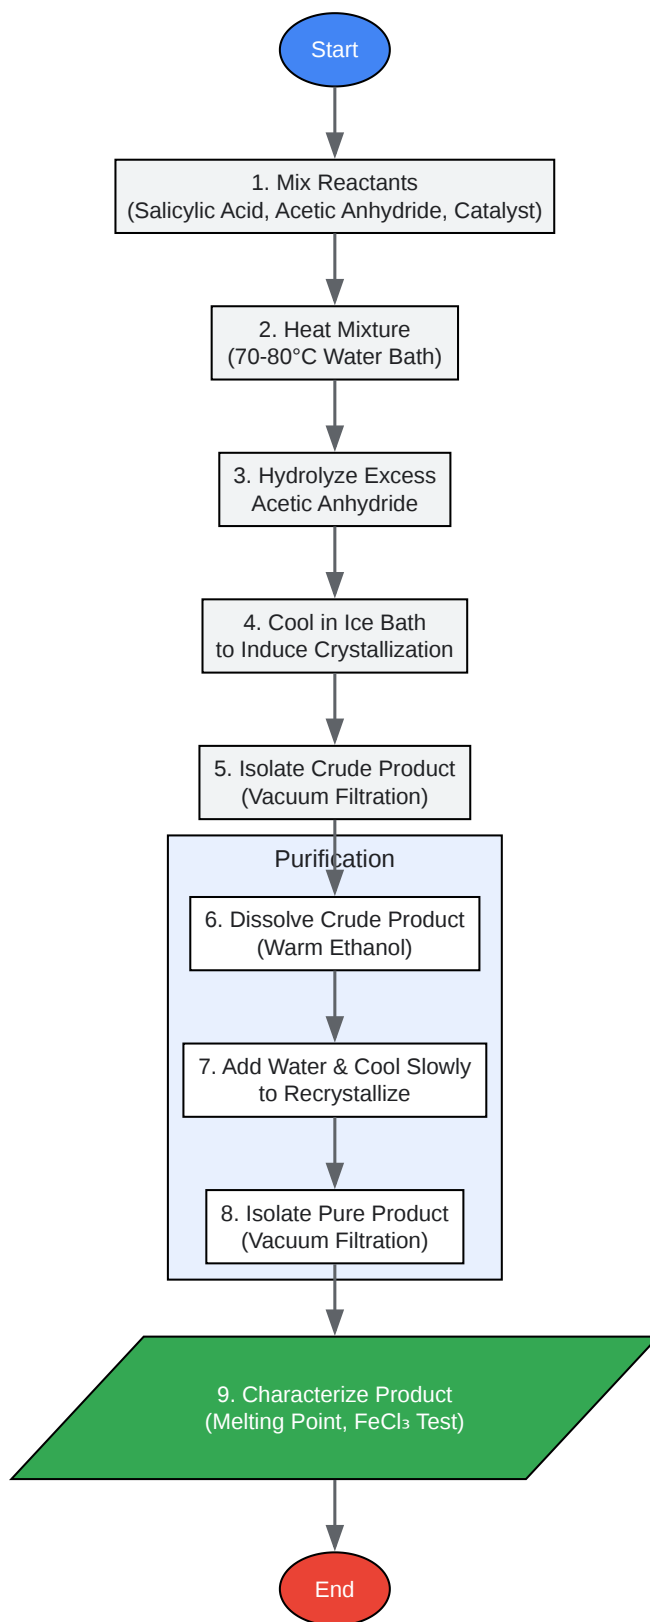 Start
1. Mix Reactants
(Salicylic Acid, Acetic Anhydride, Catalyst)
2. Heat Mixture
(70-80°C Water Bath)
3. Hydrolyze Excess
Acetic Anhydride
4. Cool in Ice Bath
to Induce Crystallization
5. Isolate Crude Product
(Vacuum Filtration)
Purification
6. Dissolve Crude Product
(Warm Ethanol)
7. Add Water & Cool Slowly
to Recrystallize
8. Isolate Pure Product
(Vacuum Filtration)
9. Characterize Product
(Melting Point, FeCl₃ Test)
End